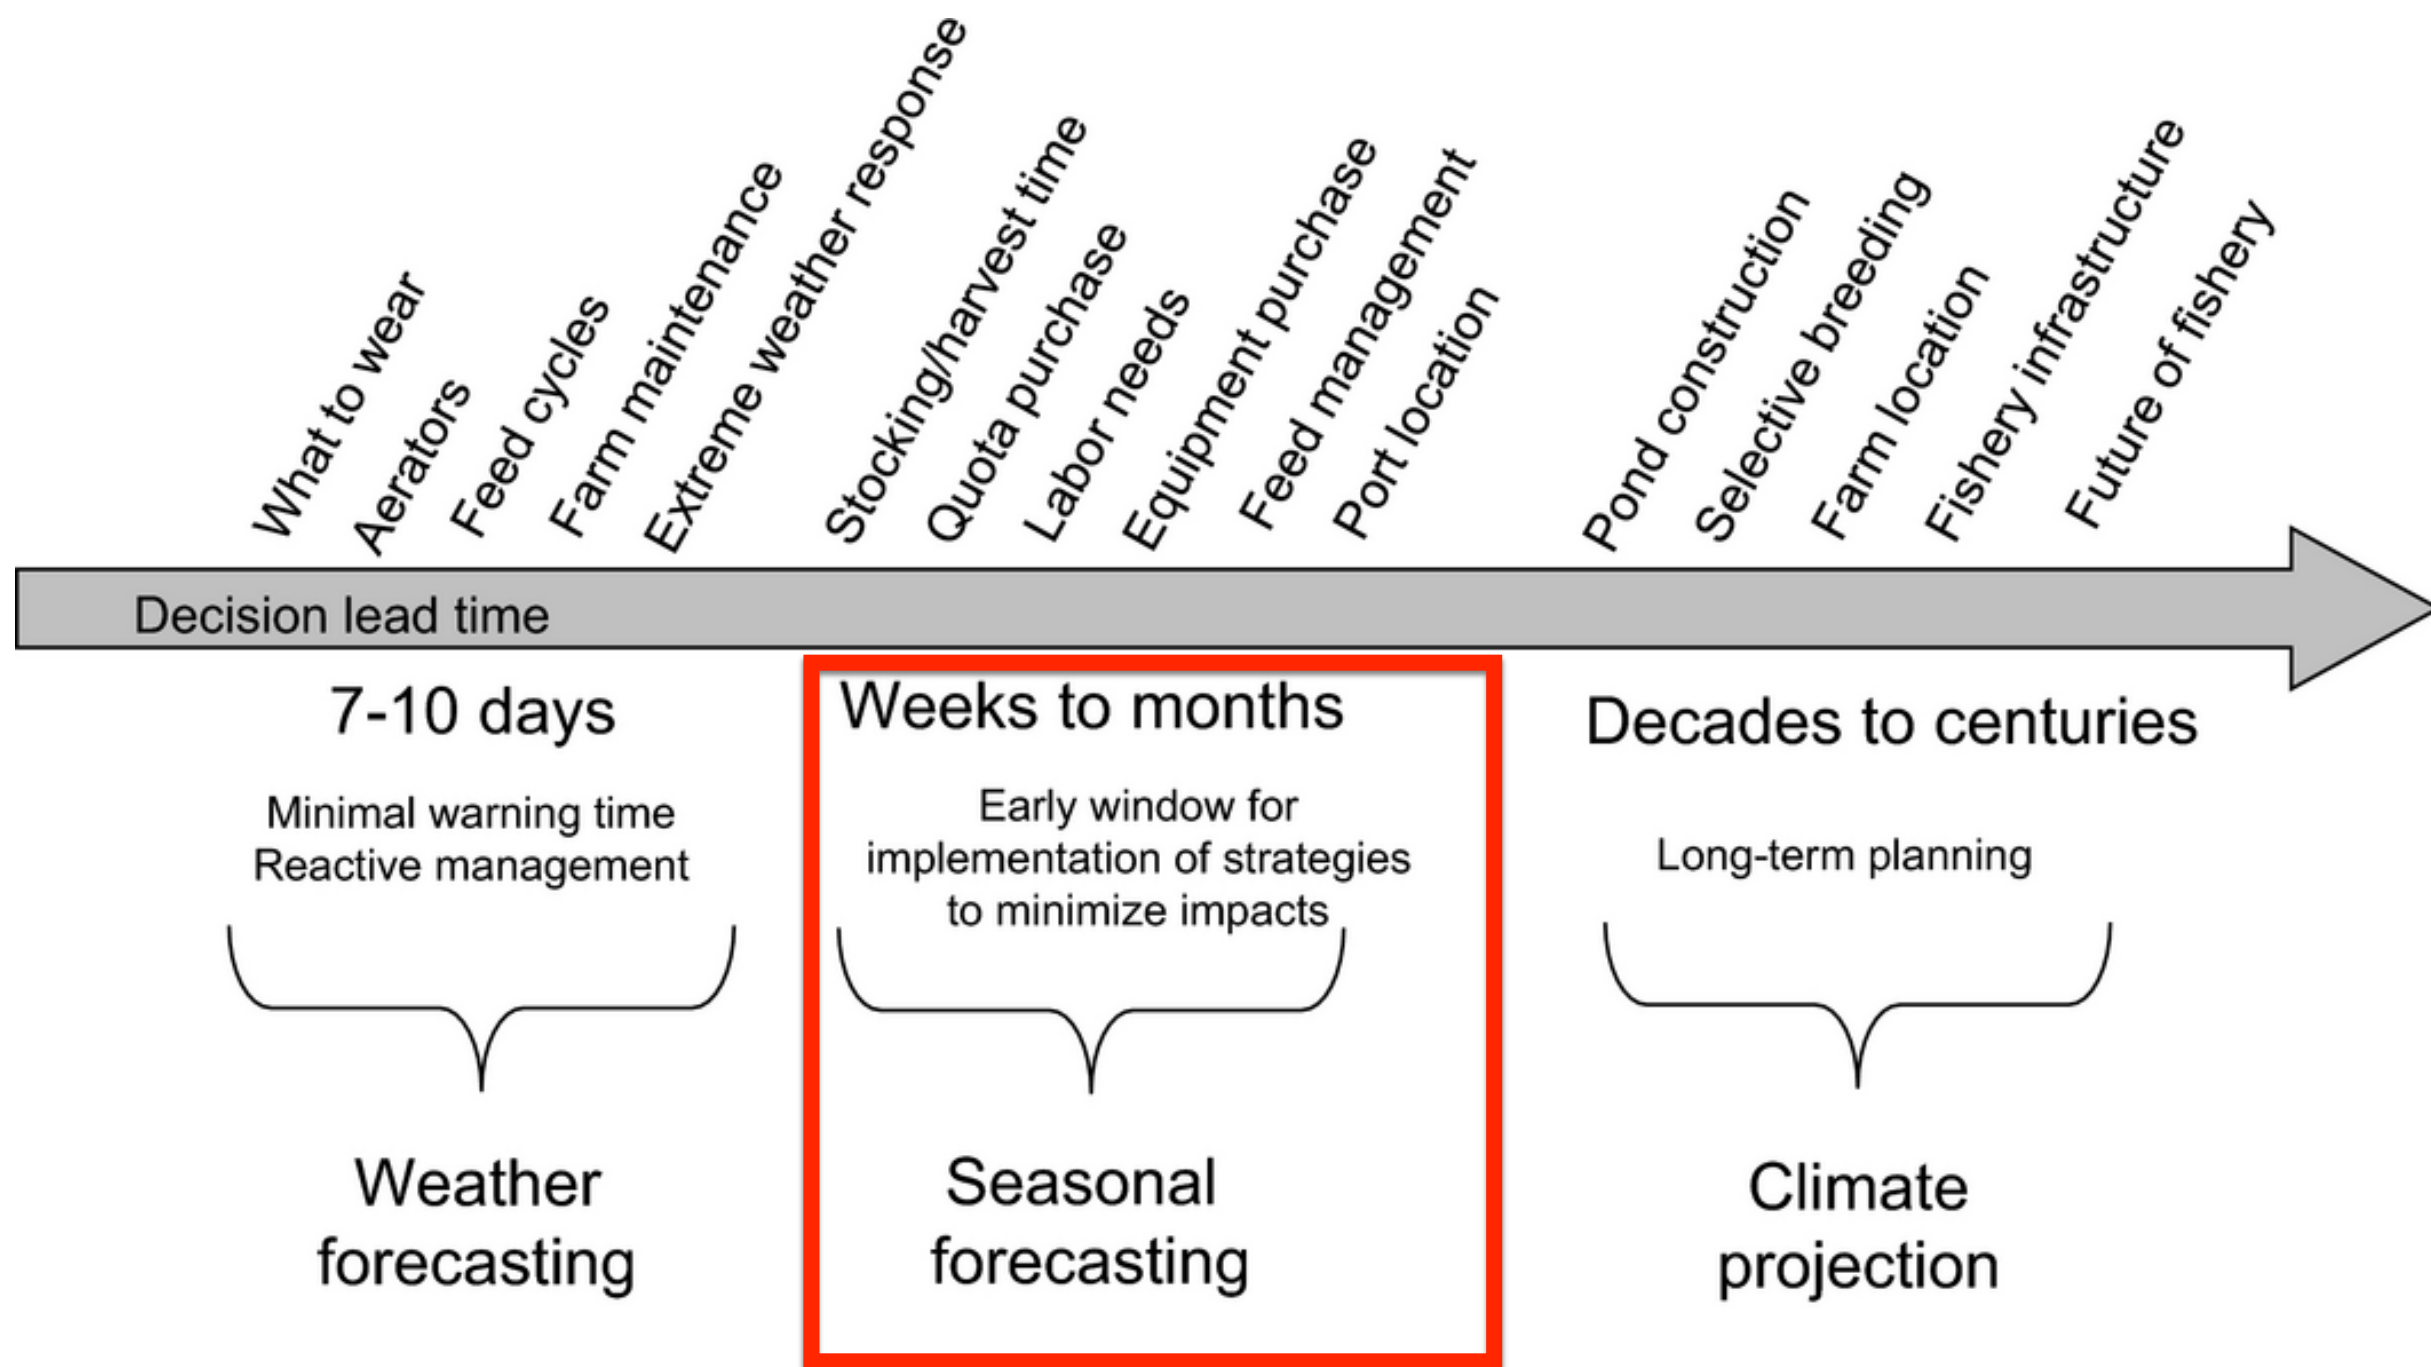 What to wear
Aerators
Feed cycles
Farm maintenance
Extreme weather response
Stocking/harvest time
Quota purchase
Labor needs
Equipment purchase
Feed management
Port location
Pond construction
Selective breeding
Farm location
Fishery infrastructure
Future of fishery
Decision lead time
7-10 days
Minimal warning time
Reactive management
Weather
forecasting
Weeks to months
Early window for
implementation of strategies
to minimize impacts
Seasonal
forecasting
Decades to centuries
Long-term planning
Climate
projection